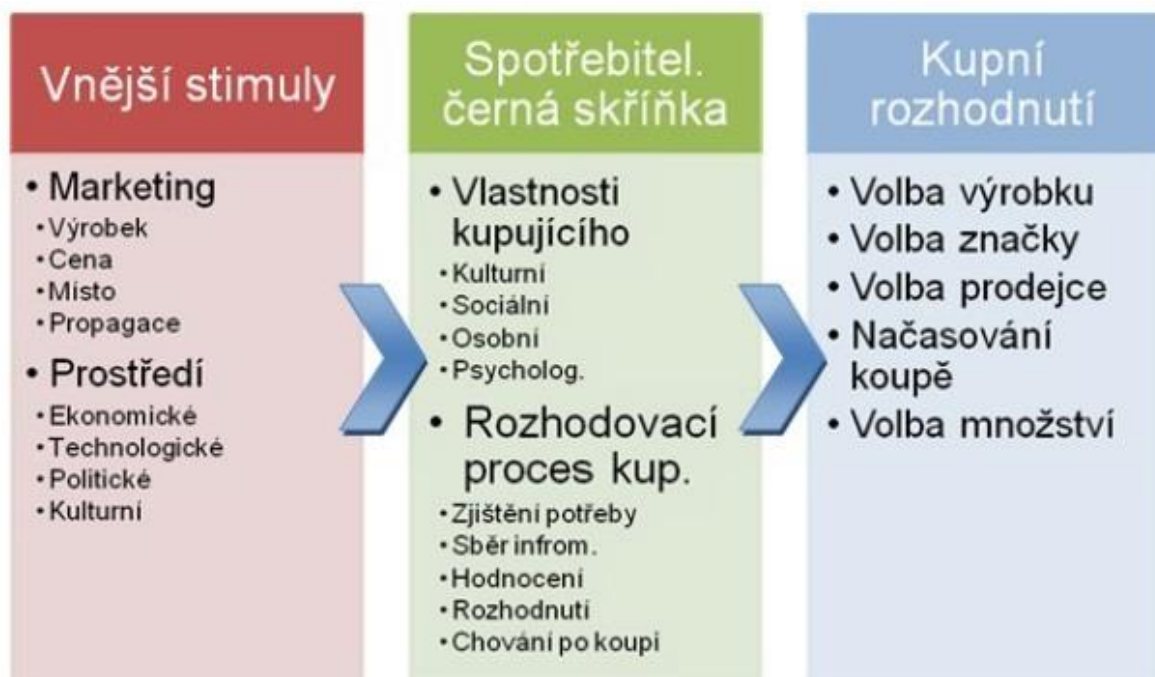 Vnější stimuly
• Marketing
• Výrobek
• Cena
• Místo
• Propagace
• Prostředí
• Ekonomické
• Technologické
• Politické
• Kulturní
Spotřebitel.
černá skříňka
• Vlastnosti
kupujícího
• Kulturní
• Sociální
• Osobní
• Psycholog.
• Rozhodovací
proces kup.
• Zjištění potřeby
• Sběr infrom.
• Hodnocení
• Rozhodnutí
• Chování po koupi
Kupní
rozhodnutí
• Volba výrobku
• Volba značky
• Volba prodejce
• Načasování
koupě
• Volba množství